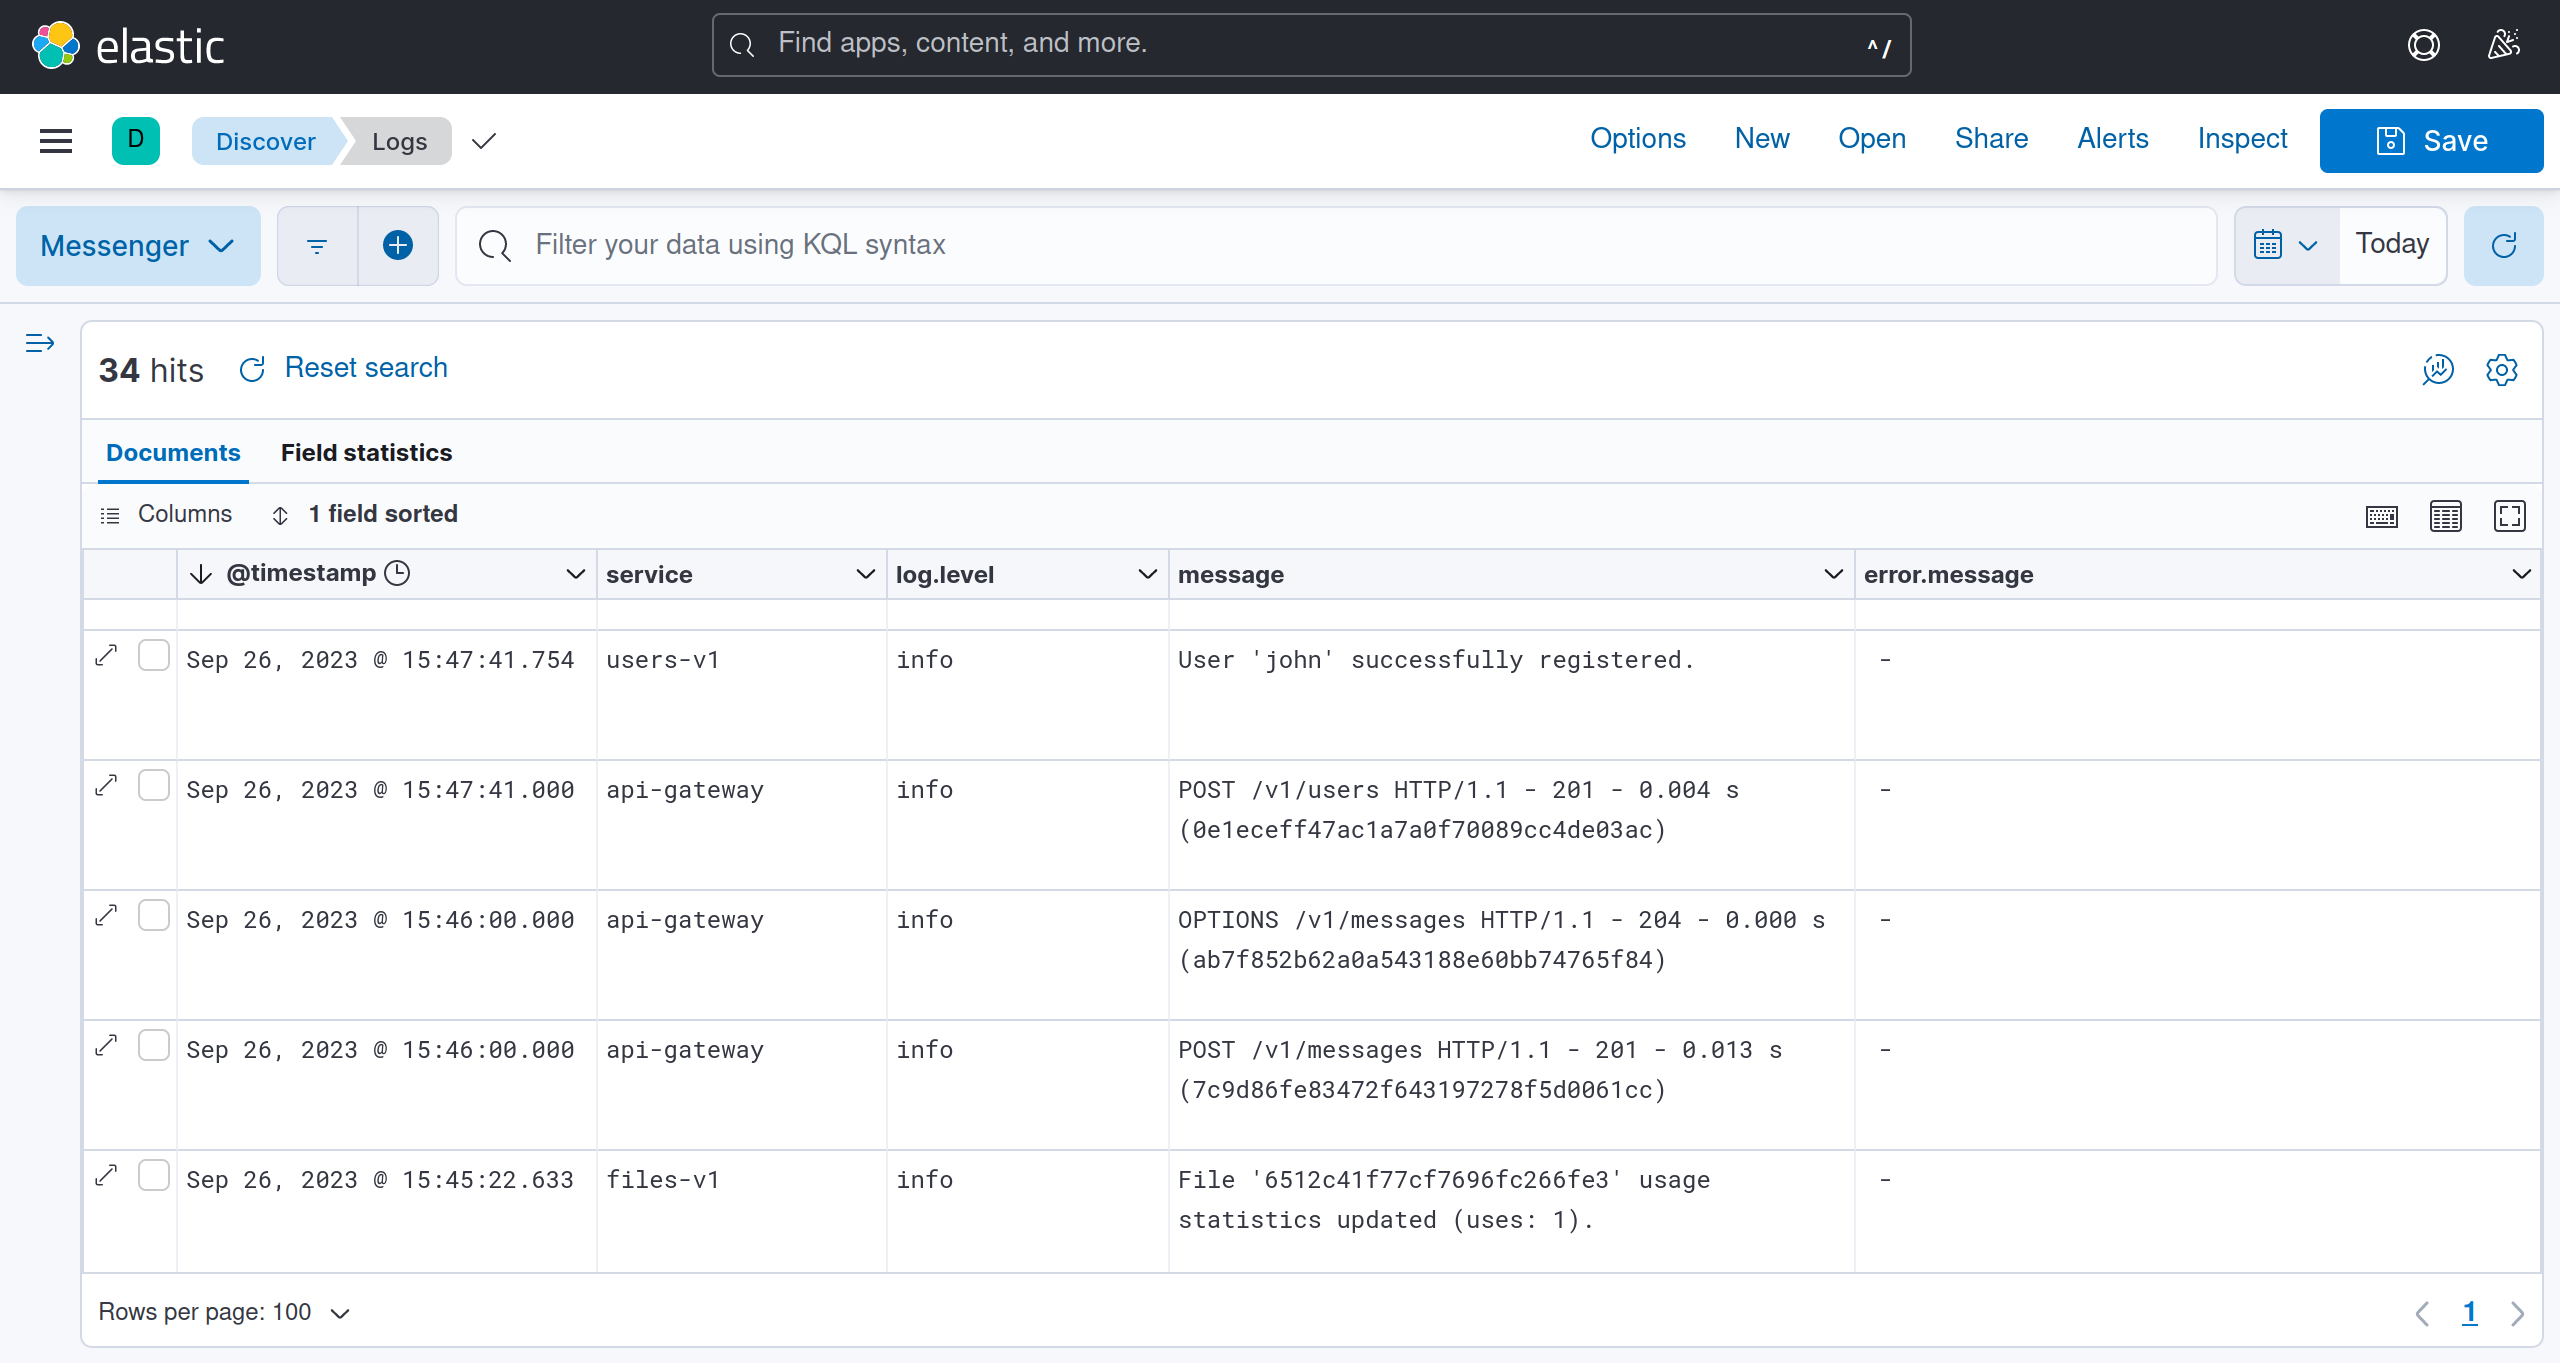 elastic
Find apps, content, and more.
^/
D
Discover
Logs
Options
New
Open
Share
Alerts
Inspect
Save
Messenger
Filter your data using KQL syntax
Today
34 hits
Reset search
Documents
Field statistics
Columns
1 field sorted
@timestamp
service
log.level
message
error.message
Sep 26, 2023 @ 15:47:41.754
users-v1
info
User 'john' successfully registered.
-
Sep 26, 2023 @ 15:47:41.000
api-gateway
info
POST /v1/users HTTP/1.1 - 201 - 0.004 s
(0e1eceff47ac1a7a0f70089cc4de03ac)
-
Sep 26, 2023 @ 15:46:00.000
api-gateway
info
OPTIONS /v1/messages HTTP/1.1 - 204 - 0.000 s
(ab7f852b62a0a543188e60bb74765f84)
-
Sep 26, 2023 @ 15:46:00.000
api-gateway
info
POST /v1/messages HTTP/1.1 - 201 - 0.013 s
(7c9d86fe83472f643197278f5d0061cc)
-
Sep 26, 2023 @ 15:45:22.633
files-v1
info
File '6512c41f77cf7696fc266fe3' usage
statistics updated (uses: 1).
-
Rows per page: 100
1